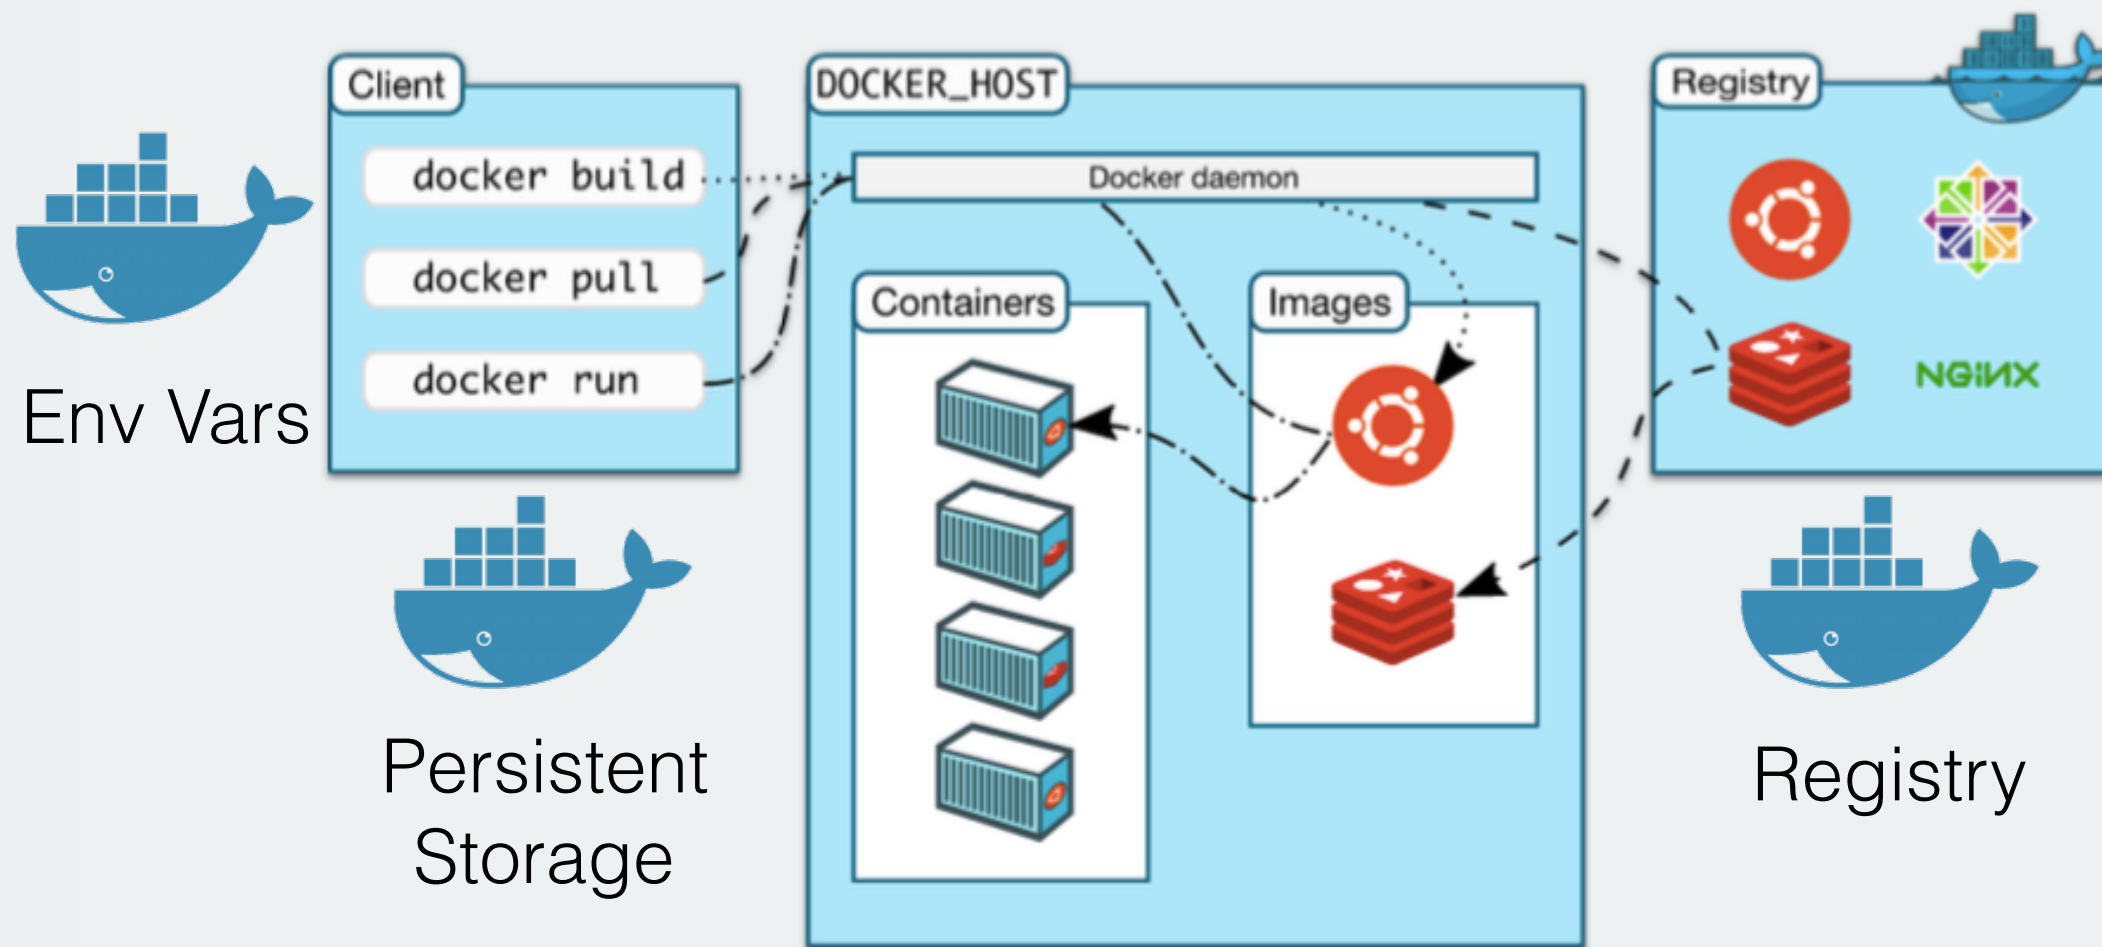 Client
docker build
docker pull
docker run
DOCKER_HOST
Docker daemon
Containers
Images
Registry
NGiNX
Env Vars
Persistent
Storage
Registry